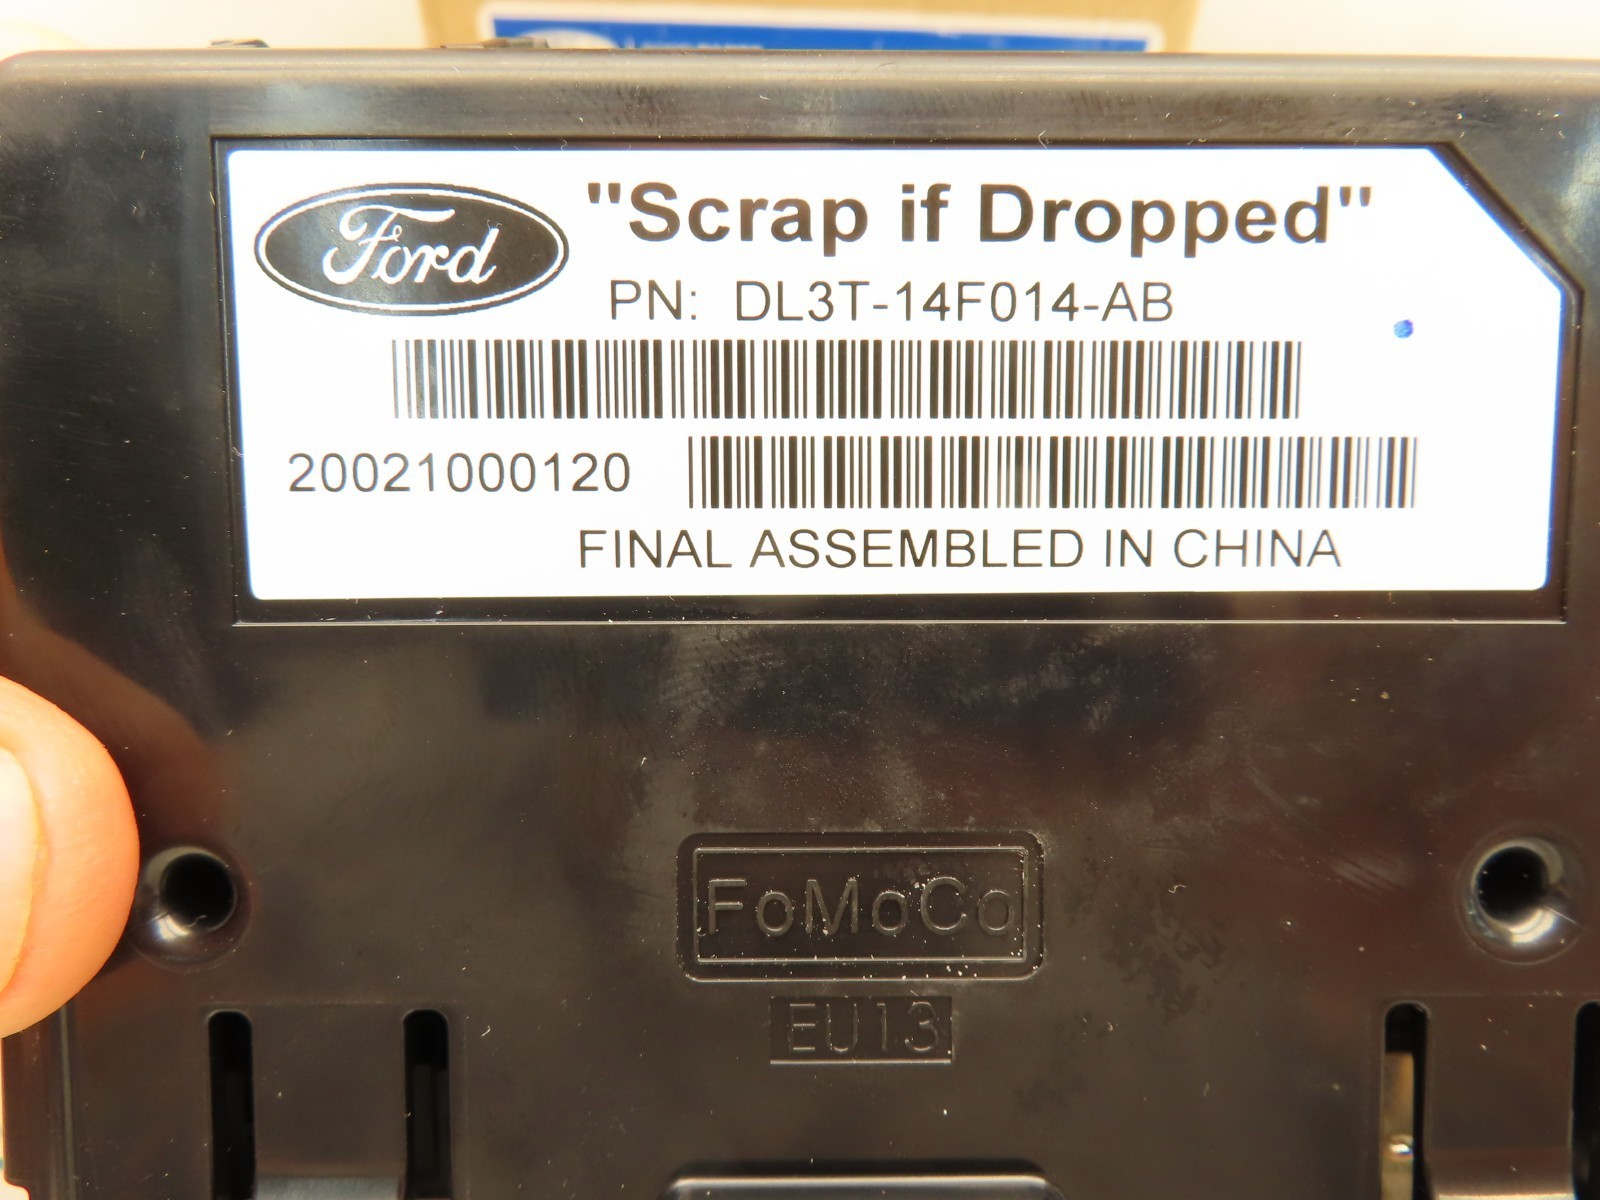 Ford
"Scrap if Dropped"
PN: DL3T-14F014-AB
20021000120
FINAL ASSEMBLED IN CHINA
FoMoCo
EU13